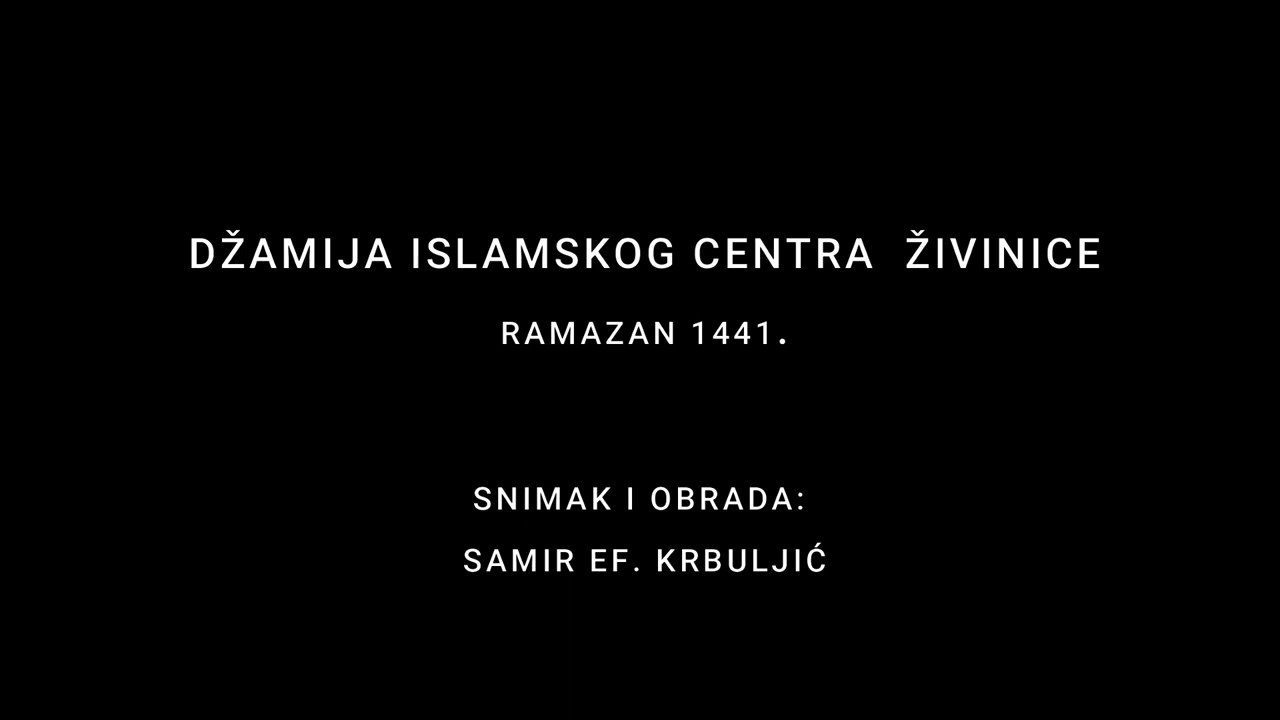 DŽAMIJA ISLAMSKOG CENTRA  ŽIVINICE
RAMAZAN 1441.
SNIMAK I OBRADA:
SAMIR EF. KRBULJIĆ